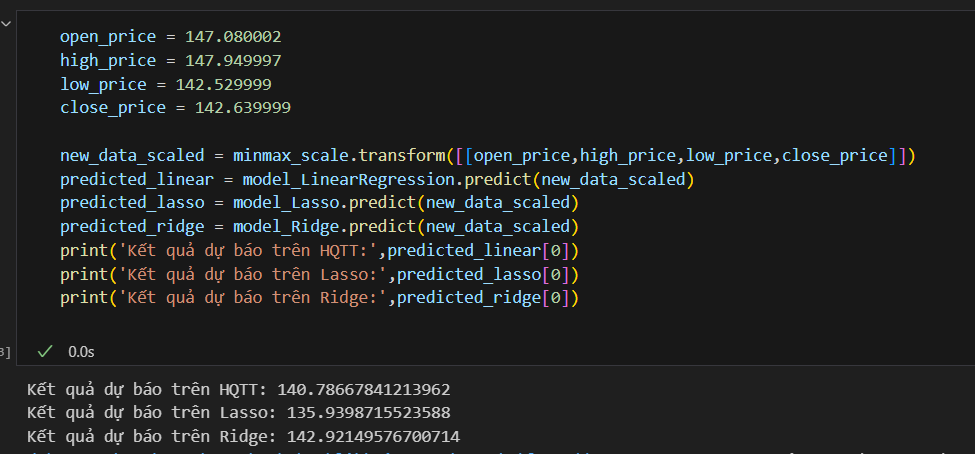 open_price = 147.080002
high_price = 147.949997
low_price = 142.529999
close_price = 142.639999
new_data_scaled = minmax_scale.transform([[open_price,high_price,low_price,close_price]])
predicted_linear = model_LinearRegression.predict(new_data_scaled)
predicted_lasso = model_Lasso.predict(new_data_scaled)
predicted_ridge = model_Ridge.predict(new_data_scaled)
print('Kết quả dự báo trên HQTT:',predicted_linear[0])
print('Kết quả dự báo trên Lasso:',predicted_lasso[0])
print('Kết quả dự báo trên Ridge:',predicted_ridge[0])
0.0s
Kết quả dự báo trên HQTT: 140.78667841213962
Kết quả dự báo trên Lasso: 135.9398715523588
Kết quả dự báo trên Ridge: 142.92149576700714